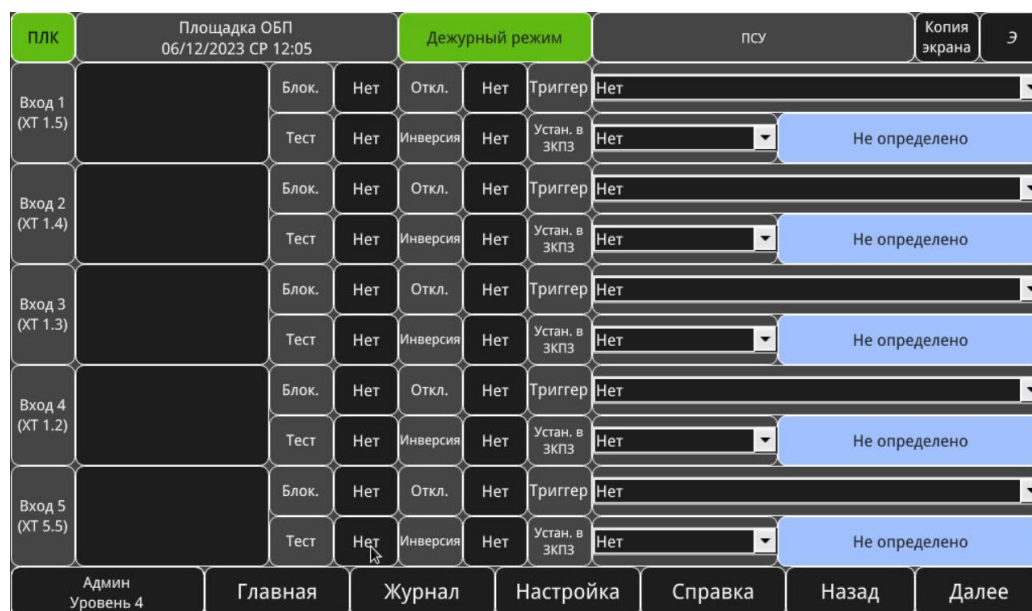 ПЛК
Площадка ОБП
06/12/2023 СР 12:05
Дежурный режим
ПСУ
Копия
экрана
Э
Вход 1
(XT 1.5)
Блок. Нет Откл. Нет Триггер Нет
Тест Нет Инверсия Нет Устан. в ЗКПЗ Нет Не определено
Вход 2
(XT 1.4)
Блок. Нет Откл. Нет Триггер Нет
Тест Нет Инверсия Нет Устан. в ЗКПЗ Нет Не определено
Вход 3
(XT 1.3)
Блок. Нет Откл. Нет Триггер Нет
Тест Нет Инверсия Нет Устан. в ЗКПЗ Нет Не определено
Вход 4
(XT 1.2)
Блок. Нет Откл. Нет Триггер Нет
Тест Нет Инверсия Нет Устан. в ЗКПЗ Нет Не определено
Вход 5
(XT 5.5)
Блок. Нет Откл. Нет Триггер Нет
Тест Нет Инверсия Нет Устан. в ЗКПЗ Нет Не определено
Админ
Уровень 4
Главная Журнал Настройка Справка Назад Далее